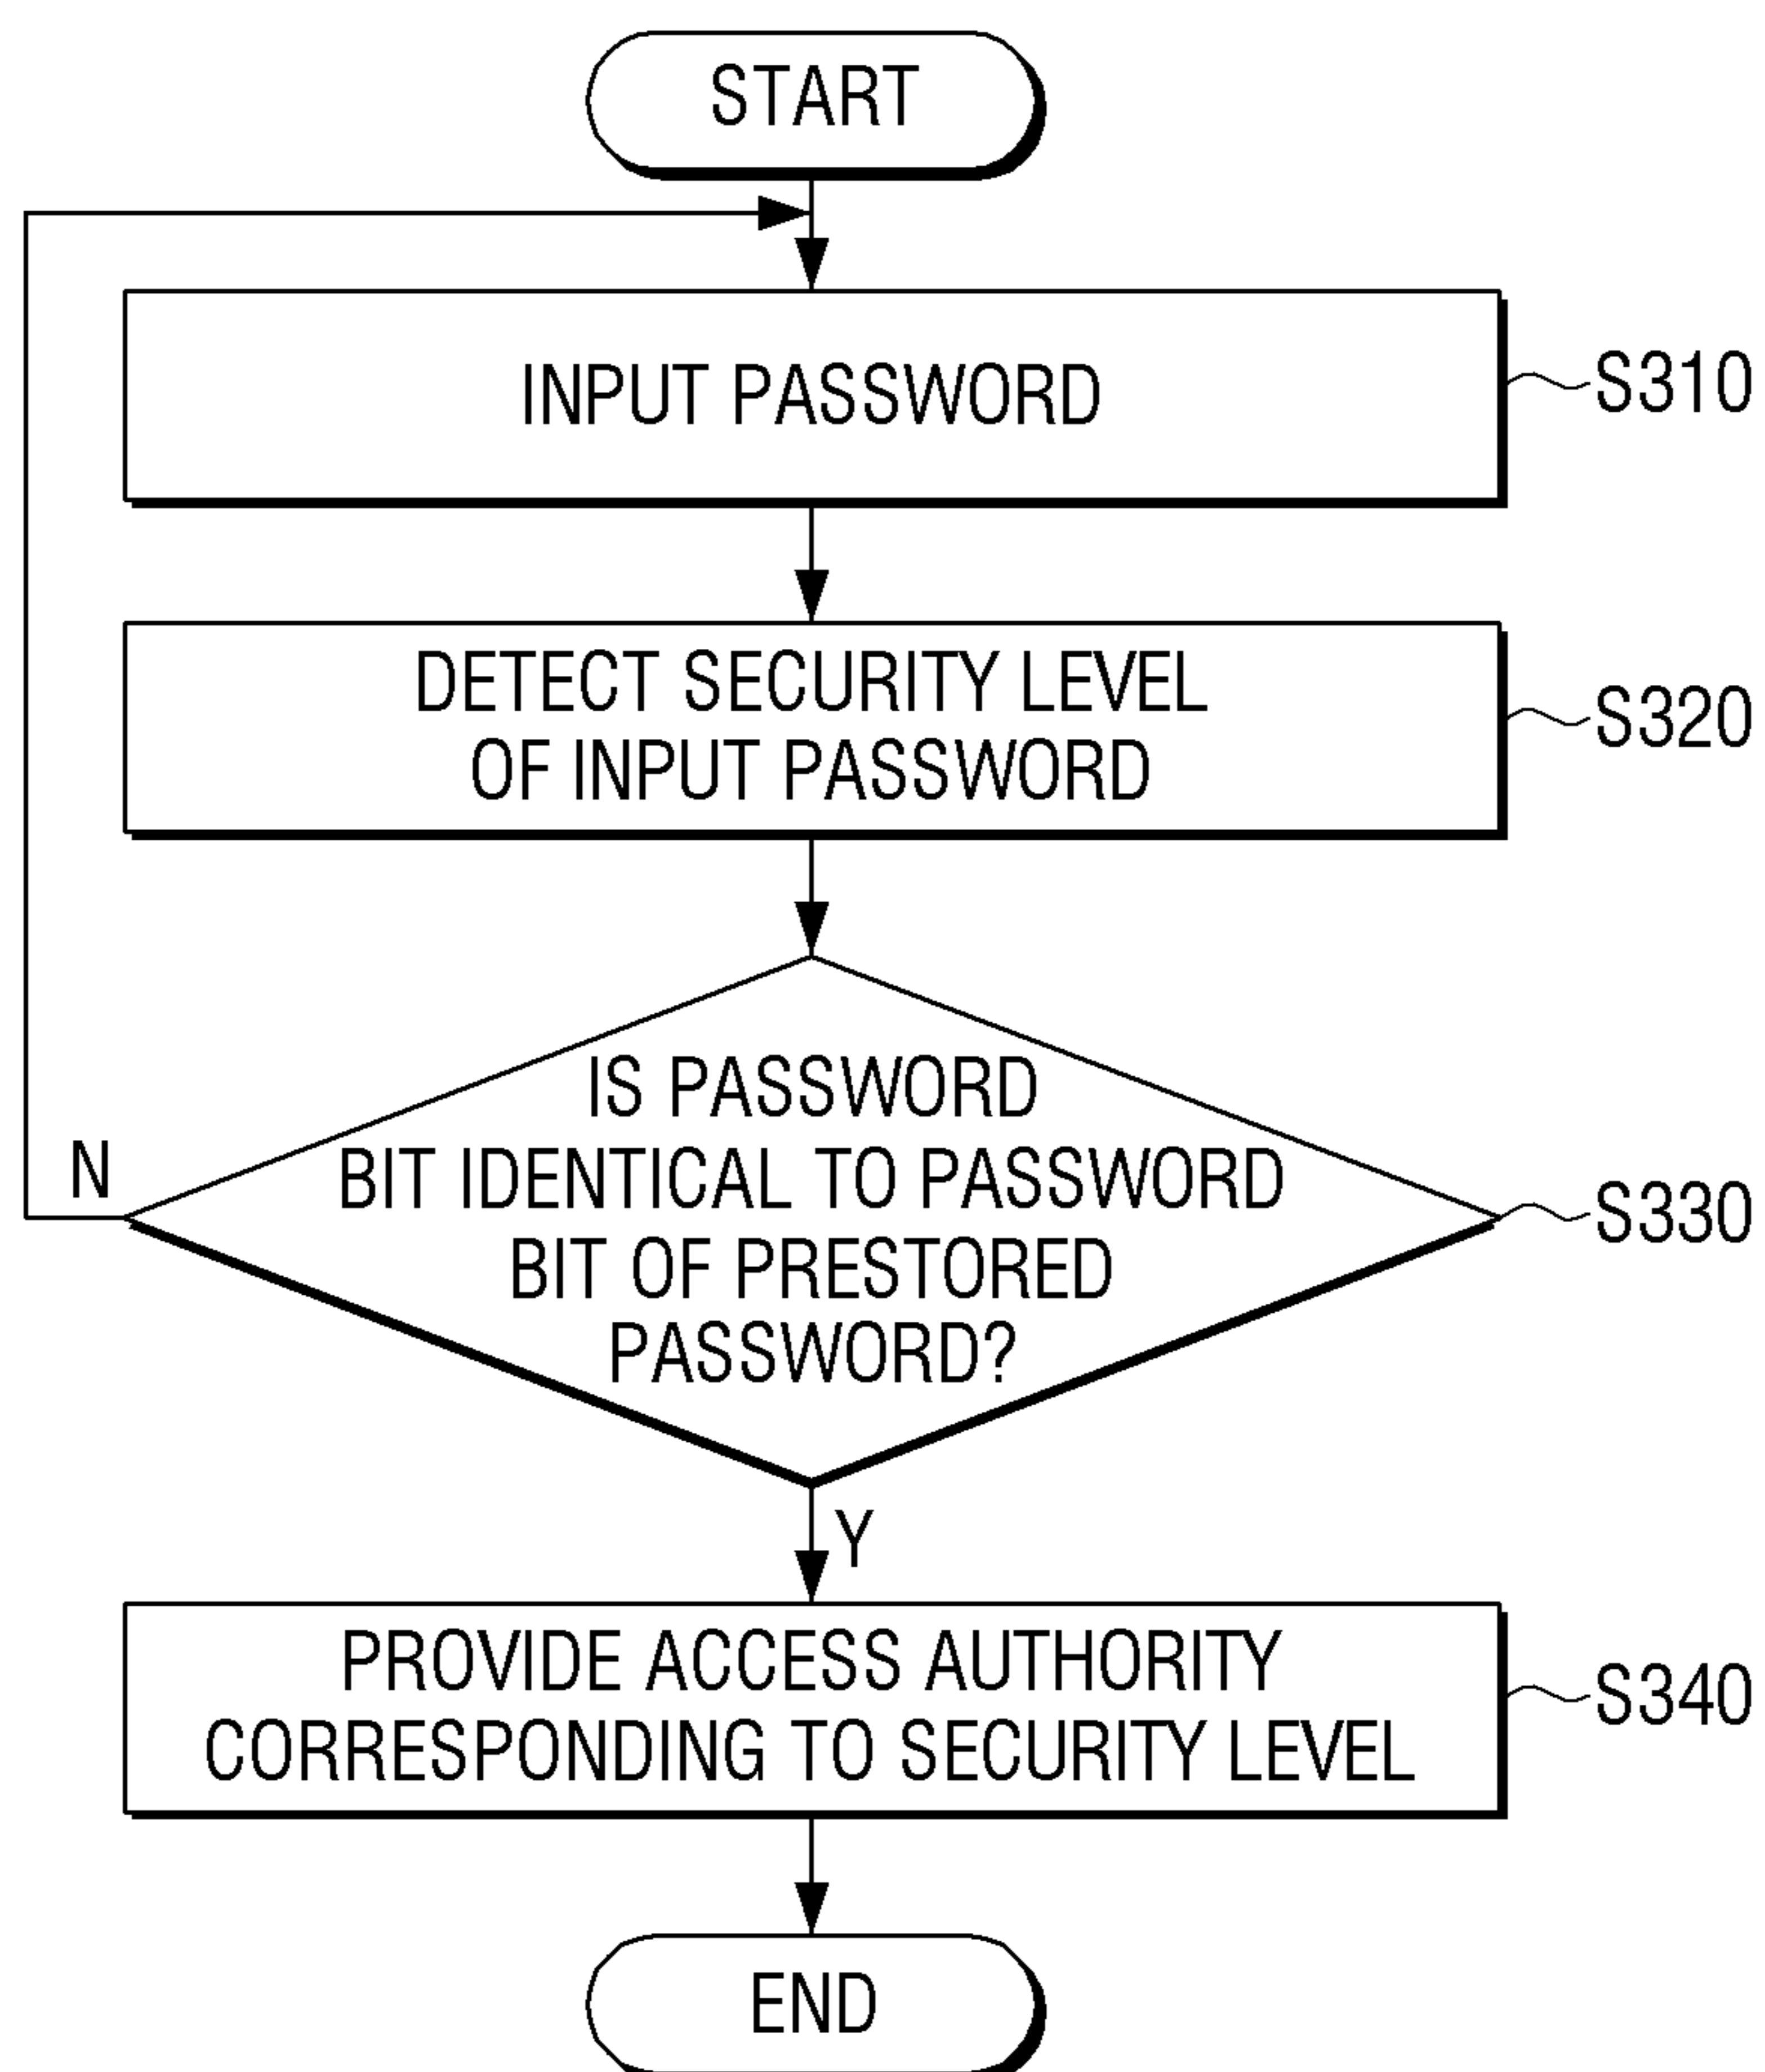 START
INPUT PASSWORD
S310
DETECT SECURITY LEVEL
OF INPUT PASSWORD
S320
IS PASSWORD
BIT IDENTICAL TO PASSWORD
BIT OF PRESTORED
PASSWORD?
N
S330
Y
PROVIDE ACCESS AUTHORITY
CORRESPONDING TO SECURITY LEVEL
S340
END